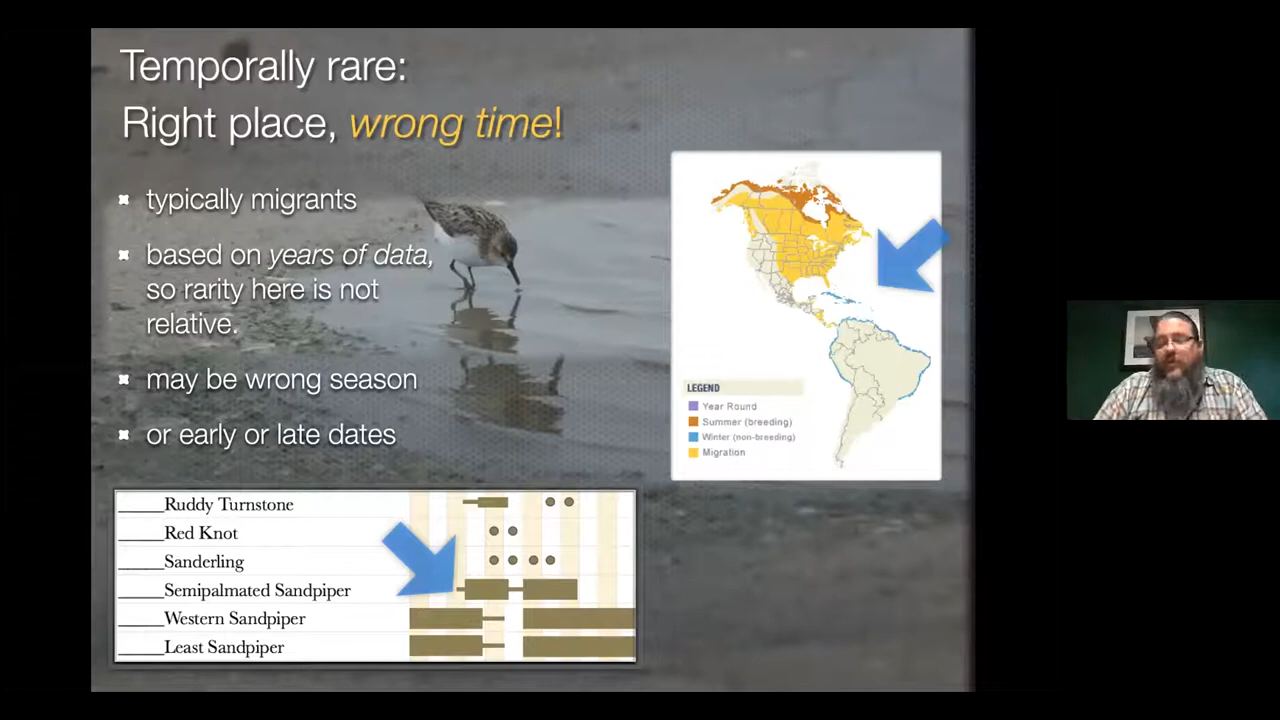 Temporally rare:
Right place, wrong time!
typically migrants
based on years of data,
so rarity here is not
relative.
may be wrong season
or early or late dates
LEGEND
Year Round
Summer (breeding)
Winter (non-breeding)
Migration
_____Ruddy Turnstone
_____Red Knot
_____Sanderling
_____Semipalmated Sandpiper
_____Western Sandpiper
_____Least Sandpiper